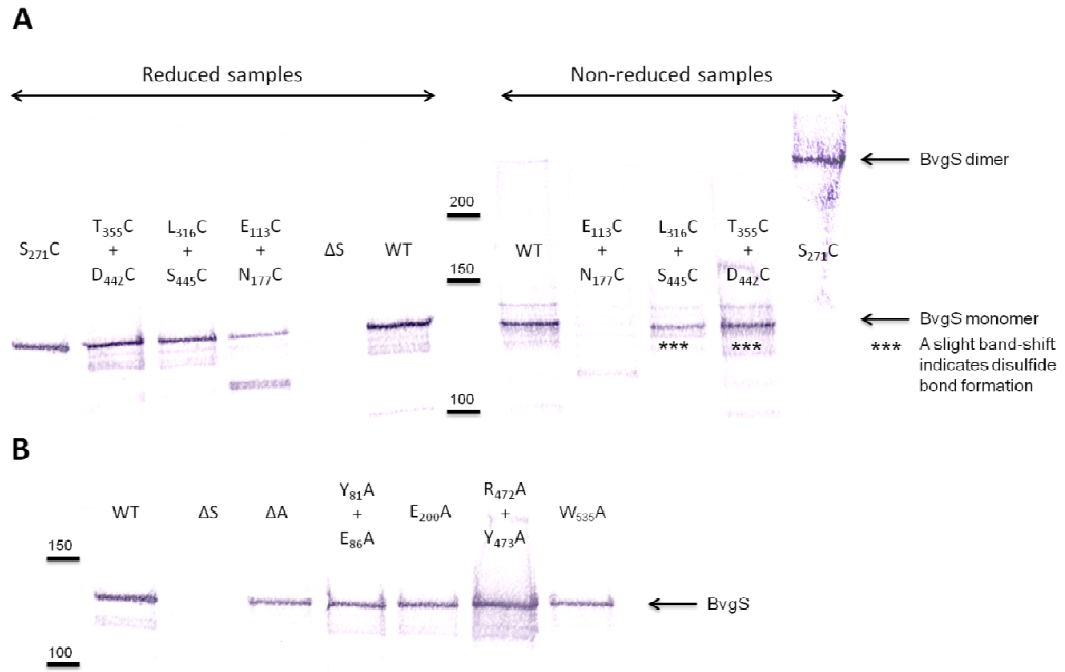 A
Reduced samples
Non-reduced samples
BvgS dimer
200
S₂₇₁C
T₃₅₅C
+
D₄₄₂C
L₃₁₆C
+
S₄₄₅C
E₁₁₃C
+
N₁₇₇C
ΔS
WT
WT
E₁₁₃C
+
N₁₇₇C
L₃₁₆C
+
S₄₄₅C
T₃₅₅C
+
D₄₄₂C
S₂₇₁C
150
BvgS monomer
*** A slight band-shift
indicates disulfide
bond formation
***
***
100
B
WT
ΔS
ΔA
Y₈₁A
+
E₈₆A
E₂₀₀A
R₄₇₂A
+
Y₄₇₃A
W₅₃₅A
150
BvgS
100